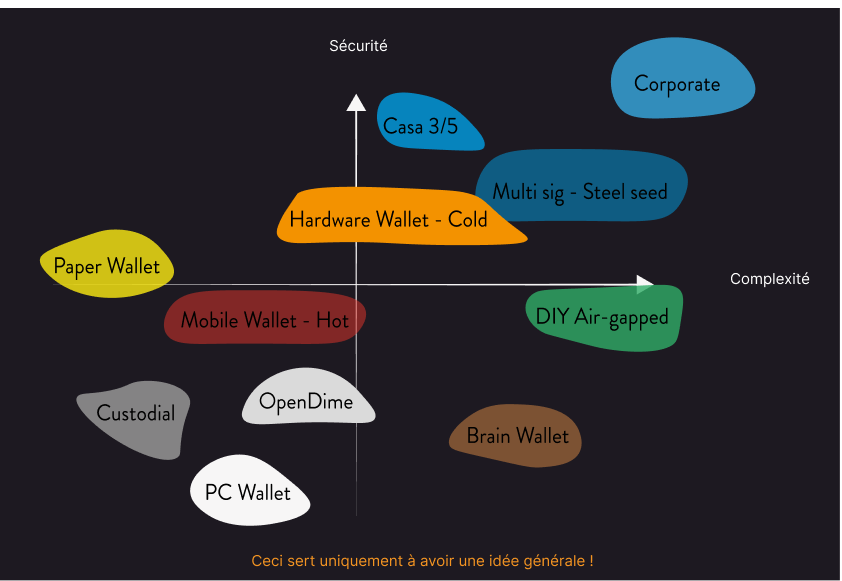 Sécurité
Corporate
Casa 3/5
Multi sig - Steel seed
Hardware Wallet - Cold
Paper Wallet
Complexité
Mobile Wallet - Hot
DIY Air-gapped
OpenDime
Custodial
Brain Wallet
PC Wallet
Ceci sert uniquement à avoir une idée générale !